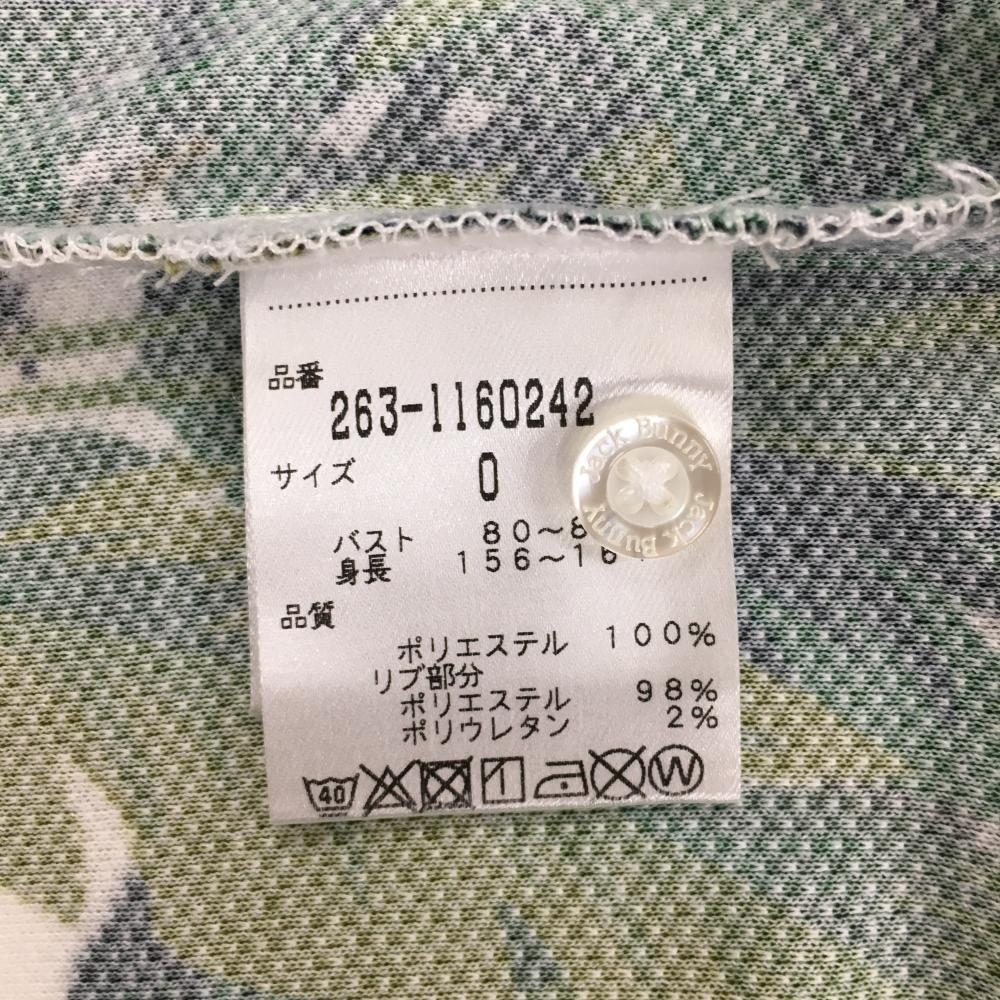 品番
263-1160242
サイズ 0
バスト 80～8
身長 156～16
品質
ポリエステル 100%
リブ部分
ポリエステル 98%
ポリウレタン 2%
40
W
Jack Bunny
Jack Bunny